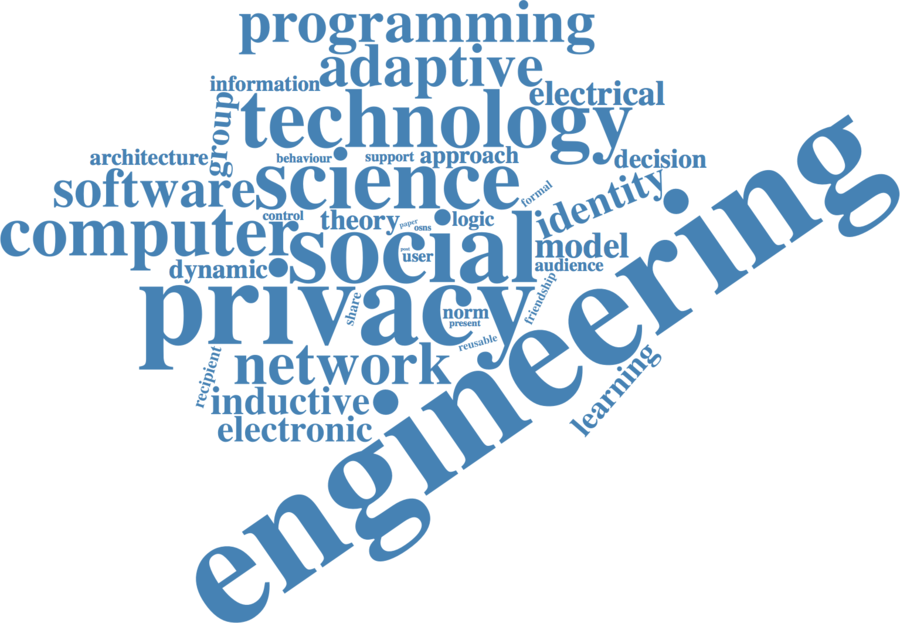 programming
adaptive
information
electrical
technology
group
architecture
behaviour
support
approach
decision
software
science
formal
identity
computer
control
theory
paper
osns
logic
social
model
post
user
dynamic
audience
privacy
share
norm
present
friendship
reusable
network
recipient
learning
inductive
electronic
engineering